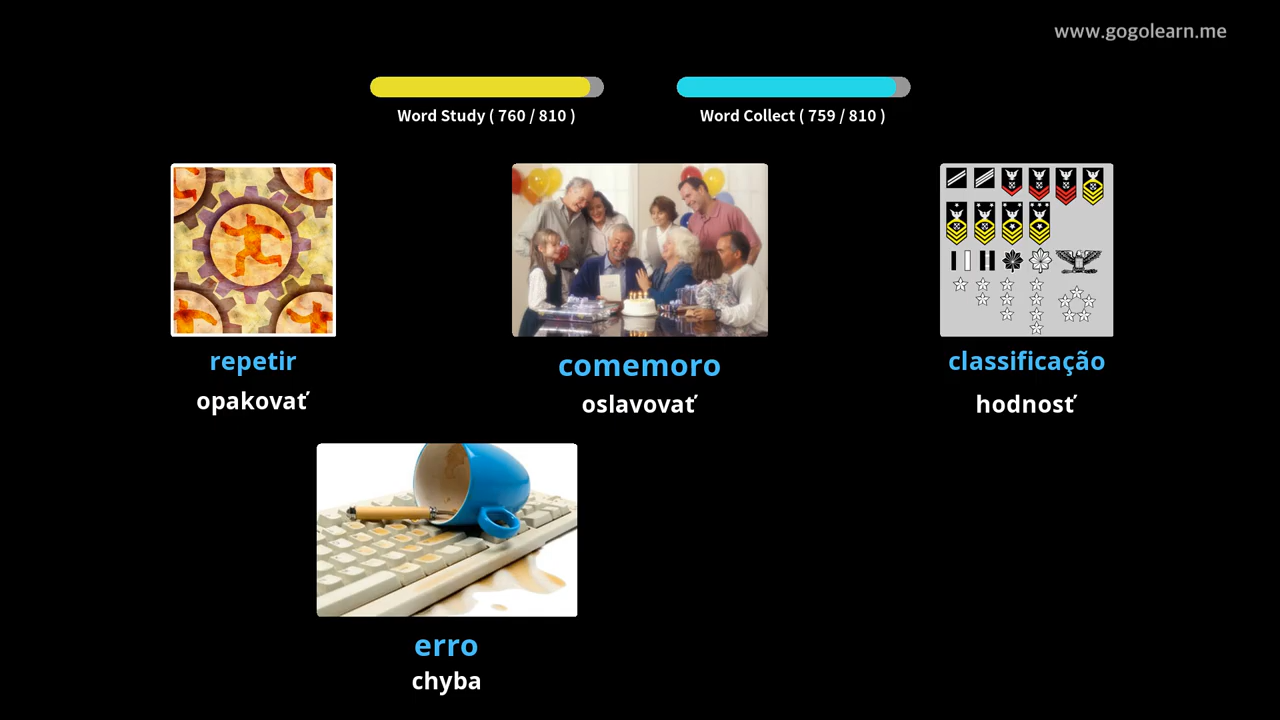 www.gogolearn.me
Word Study ( 760 / 810 )
Word Collect ( 759 / 810 )
repetir
opakovať
comemoro
oslavovať
classificação
hodnosť
erro
chyba